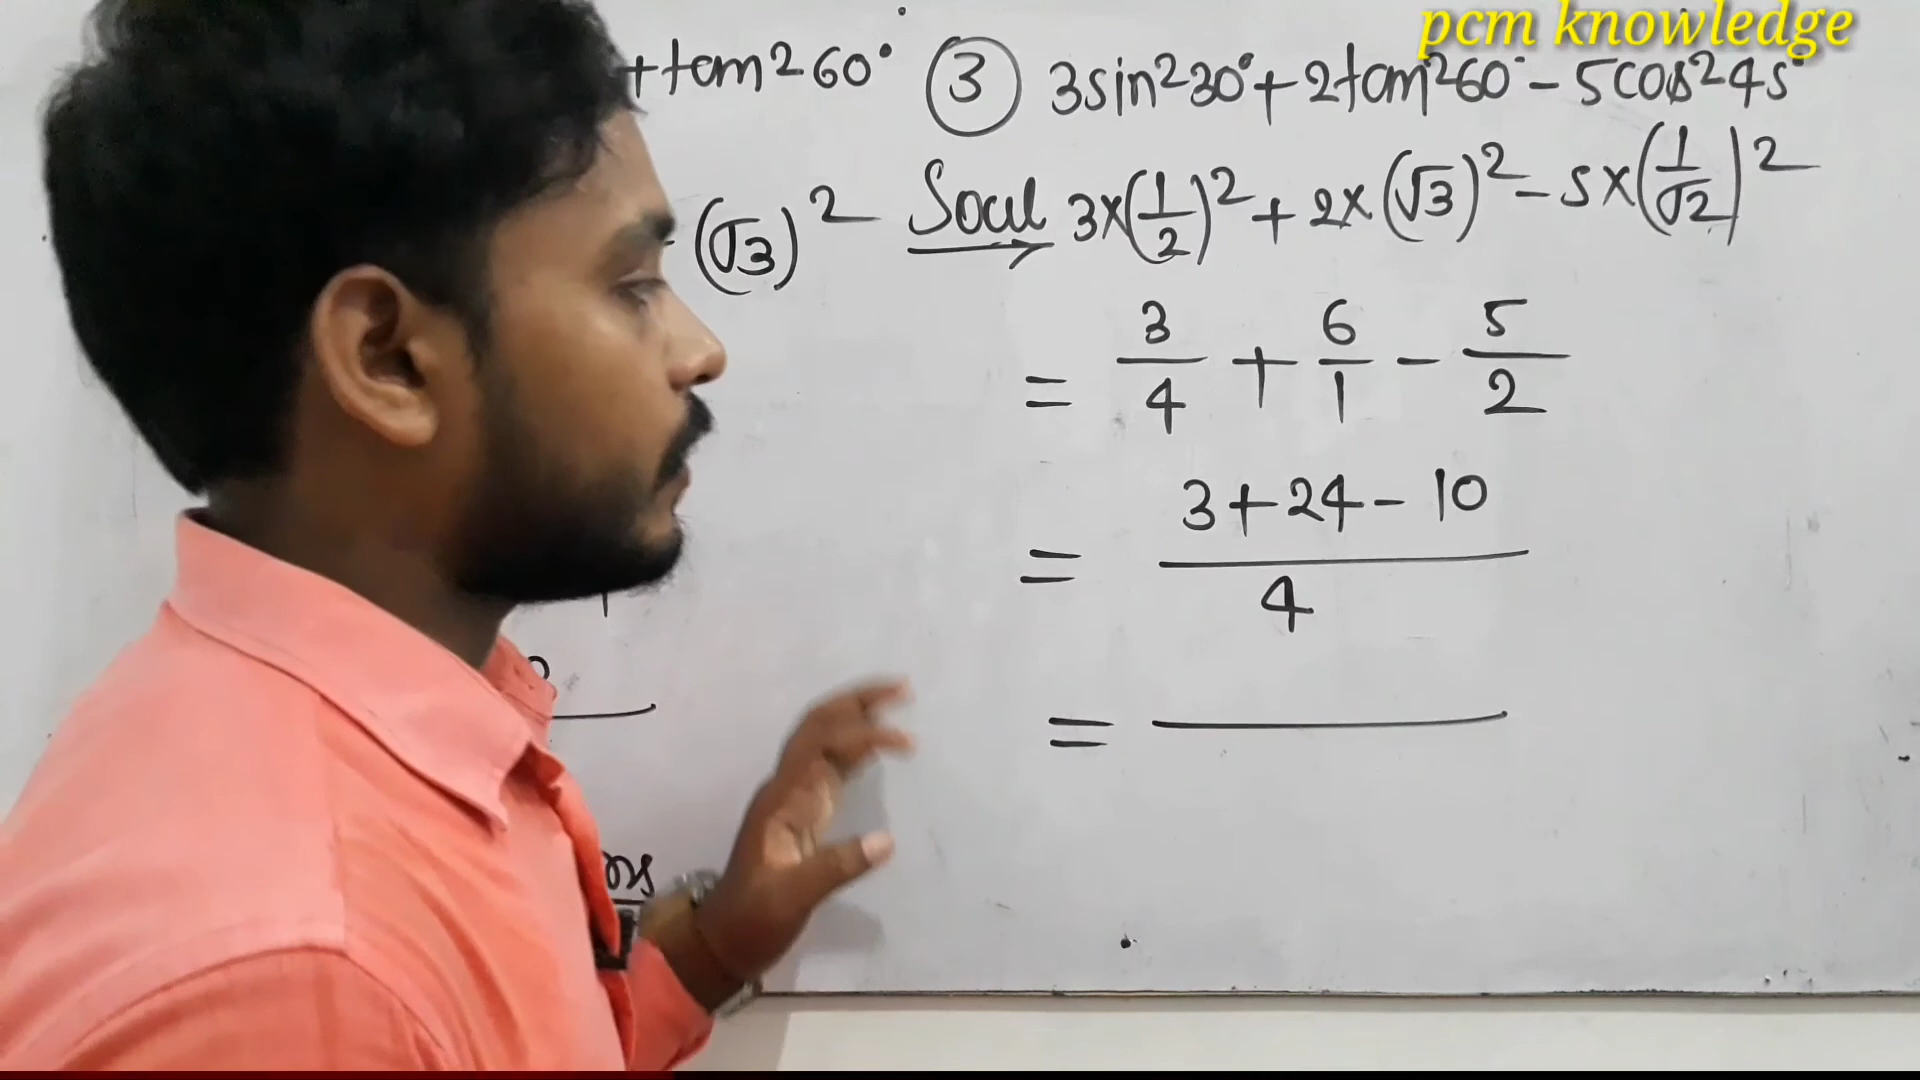 pcm knowledge
+tan²60° ③ 3sin²30°+2tan²60°-5cos²45°
(√3)² Soul 3×(1/2)²+2×(√3)²-5×(1/√2)²
= 3/4 + 6/1 - 5/2
= 3+24-10/4
=